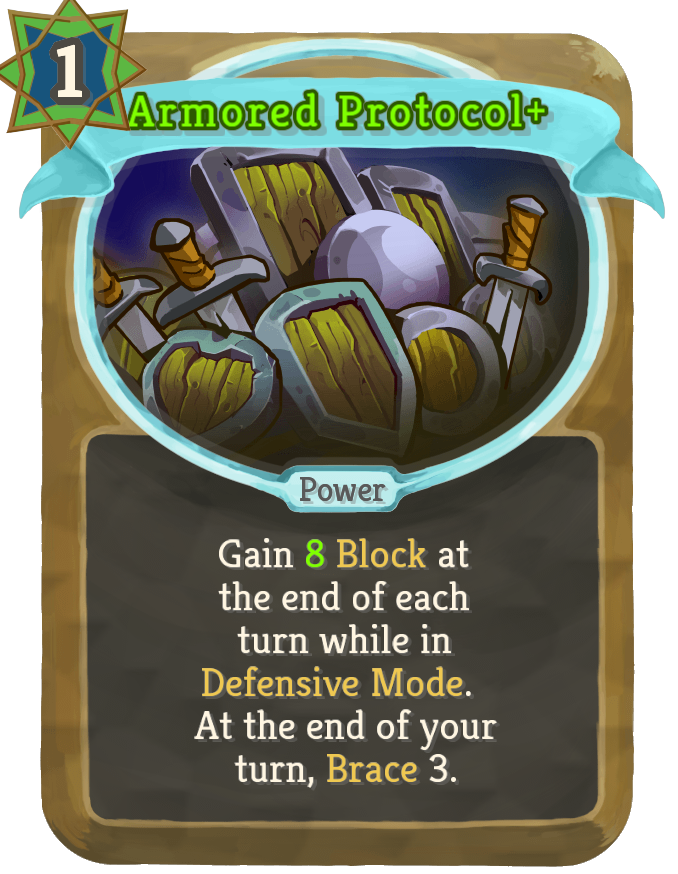 1
Armored Protocol+
Power
Gain 8 Block at
the end of each
turn while in
Defensive Mode.
At the end of your
turn, Brace 3.